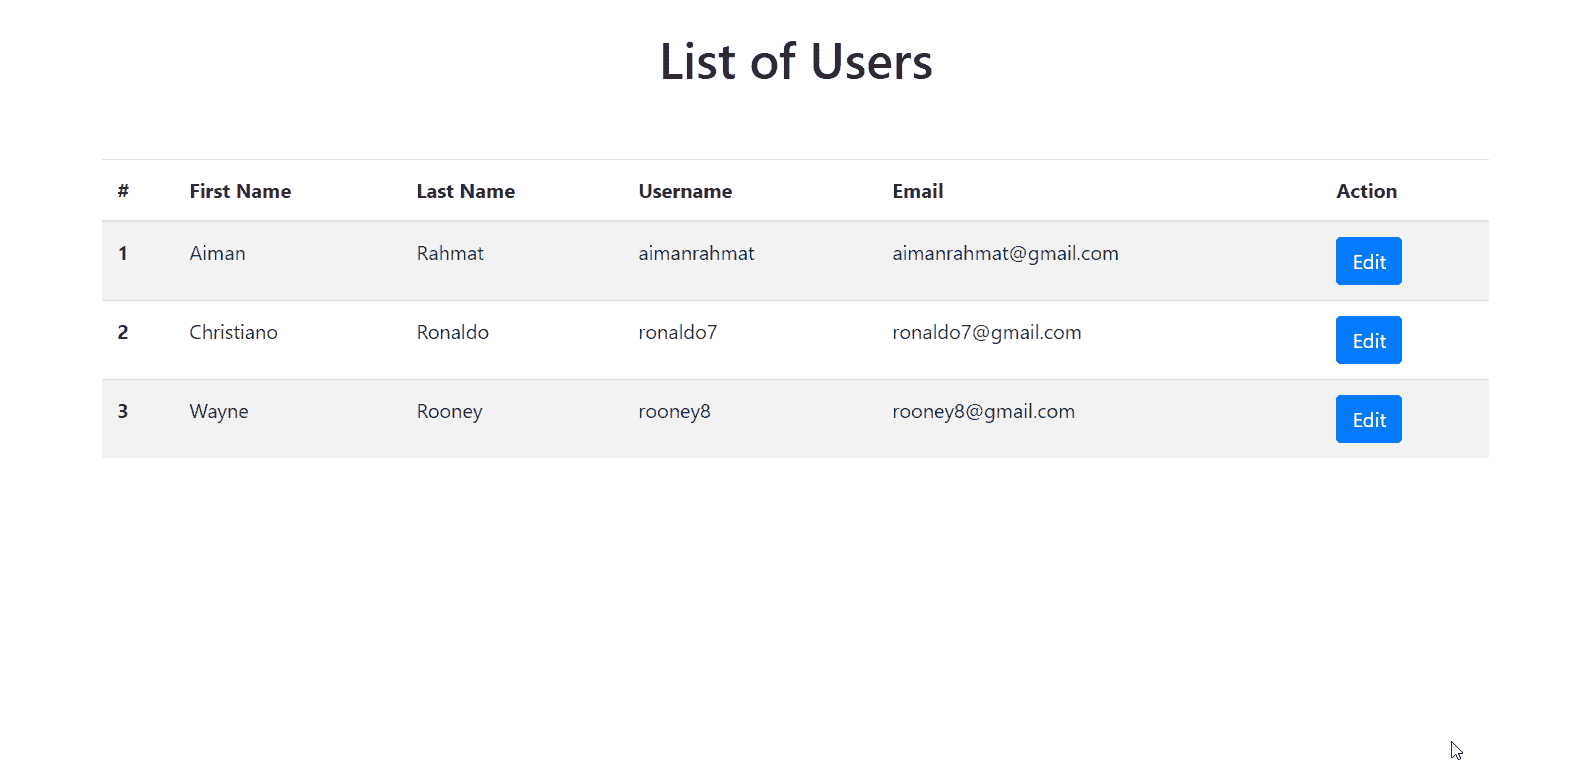 List of Users
# First Name Last Name Username Email Action
1 Aiman Rahmat aimanrahmat aimanrahmat@gmail.com Edit
2 Christiano Ronaldo ronaldo7 ronaldo7@gmail.com Edit
3 Wayne Rooney rooney8 rooney8@gmail.com Edit